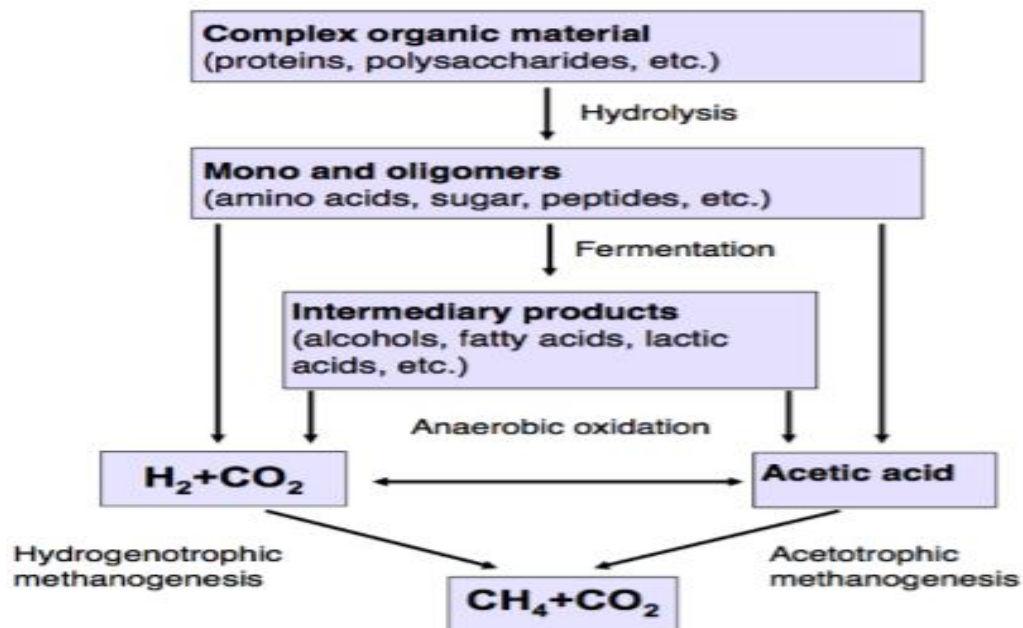 Complex organic material
(proteins, polysaccharides, etc.)
Hydrolysis
Mono and oligomers
(amino acids, sugar, peptides, etc.)
Fermentation
Intermediary products
(alcohols, fatty acids, lactic
acids, etc.)
Anaerobic oxidation
H₂+CO₂
Acetic acid
Hydrogenotrophic
methanogenesis
Acetotrophic
methanogenesis
CH₄+CO₂